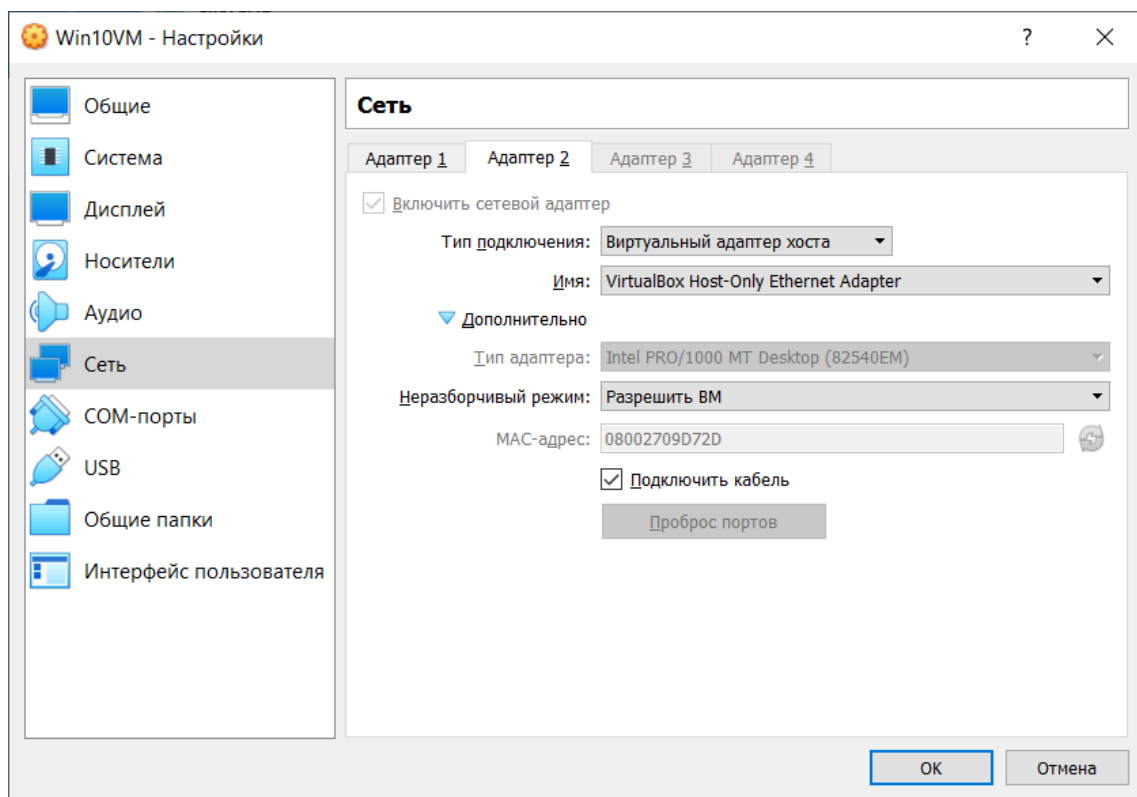 Win10VM - Настройки
?
Общие
Система
Дисплей
Носители
Аудио
Сеть
COM-порты
USB
Общие папки
Интерфейс пользователя
Сеть
Адаптер 1 Адаптер 2 Адаптер 3 Адаптер 4
Включить сетевой адаптер
Тип подключения: Виртуальный адаптер хоста
Имя: VirtualBox Host-Only Ethernet Adapter
Дополнительно
Тип адаптера: Intel PRO/1000 MT Desktop (82540EM)
Неразборчивый режим: Разрешить ВМ
MAC-адрес: 08002709D72D
Подключить кабель
Проброс портов
OK Отмена